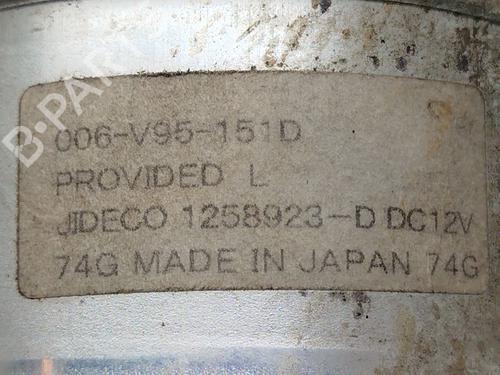 B-PARTS
006-V95-151D
PROVIDED L
JIDECO 1258923-D DC12V
74G MADE IN JAPAN 74G